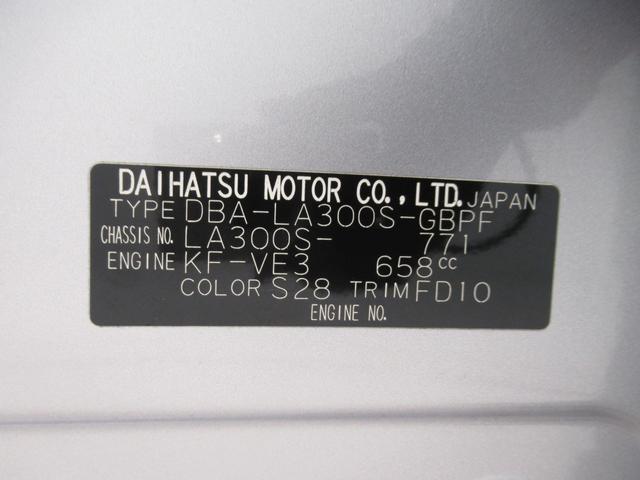 DAIHATSU MOTOR CO., LTD. JAPAN
TYPE DBA-LA300S-GBPF
CHASSIS NO. LA300S- 771
ENGINE KF-VE3 658cc
COLOR S28 TRIM FD10
ENGINE NO.